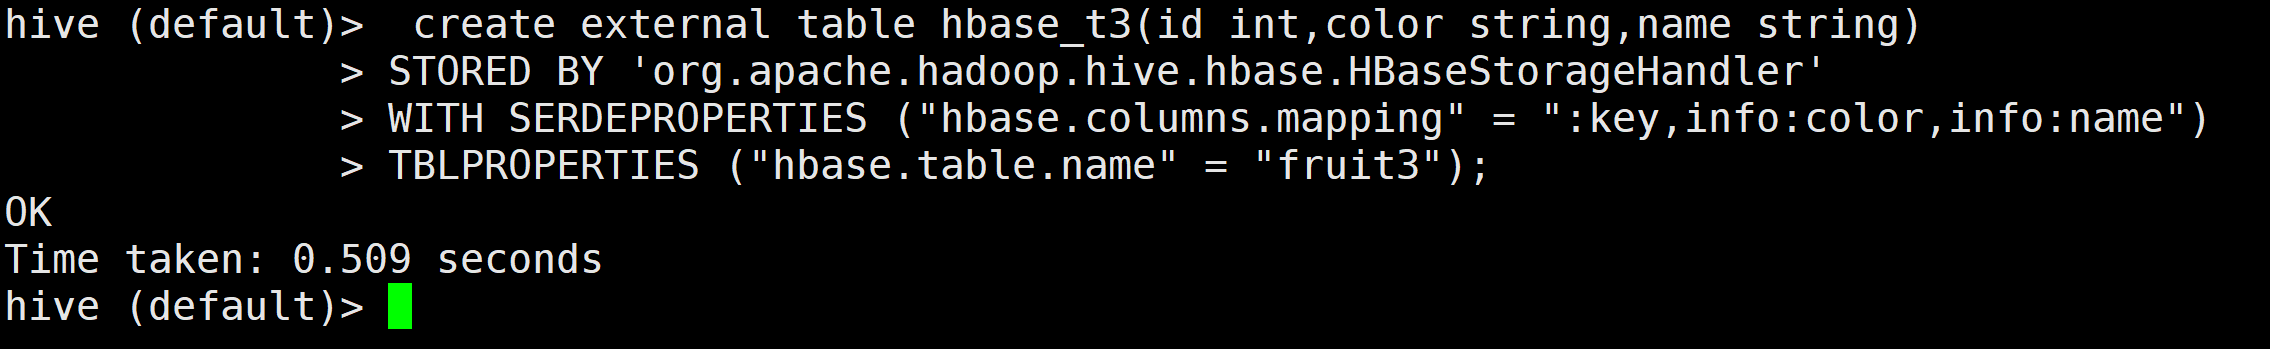 hive (default)>  create external table hbase_t3(id int,color string,name string)
              > STORED BY 'org.apache.hadoop.hive.hbase.HBaseStorageHandler'
              > WITH SERDEPROPERTIES ("hbase.columns.mapping" = ":key,info:color,info:name")
              > TBLPROPERTIES ("hbase.table.name" = "fruit3");
OK
Time taken: 0.509 seconds
hive (default)>